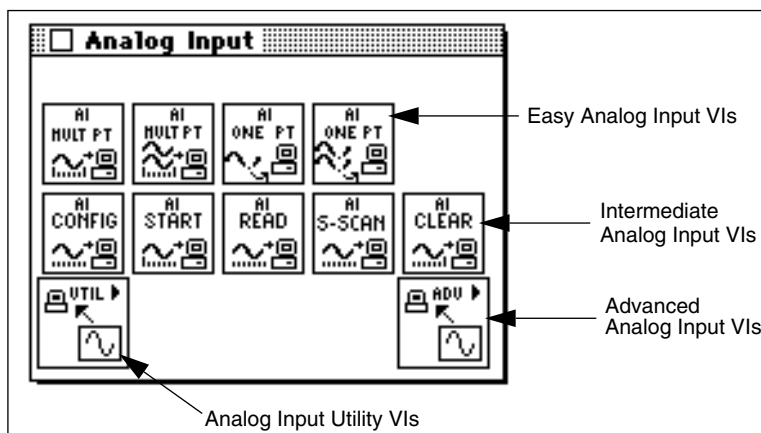 Analog Input
AI MULT PT
AI MULT PT
AI ONE PT
AI ONE PT
Easy Analog Input VIs
AI CONFIG
AI START
AI READ
AI S-SCAN
AI CLEAR
Intermediate
Analog Input VIs
UTIL
ADV
Advanced
Analog Input VIs
Analog Input Utility VIs